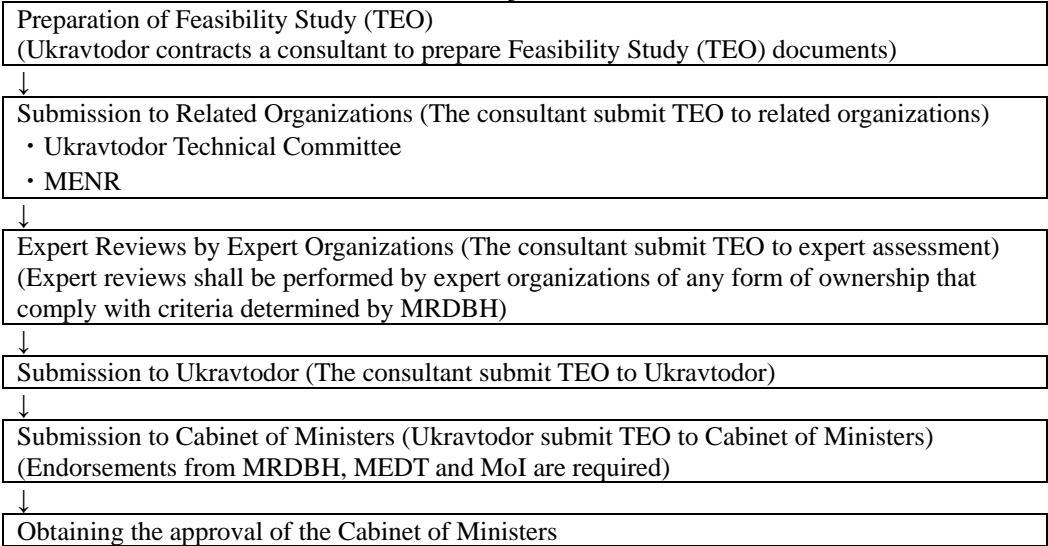 Preparation of Feasibility Study (TEO)
(Ukravtodor contracts a consultant to prepare Feasibility Study (TEO) documents)
↓
Submission to Related Organizations (The consultant submit TEO to related organizations)
・Ukravtodor Technical Committee
・MENR
↓
Expert Reviews by Expert Organizations (The consultant submit TEO to expert assessment)
(Expert reviews shall be performed by expert organizations of any form of ownership that
comply with criteria determined by MRDBH)
↓
Submission to Ukravtodor (The consultant submit TEO to Ukravtodor)
↓
Submission to Cabinet of Ministers (Ukravtodor submit TEO to Cabinet of Ministers)
(Endorsements from MRDBH, MEDT and MoI are required)
↓
Obtaining the approval of the Cabinet of Ministers